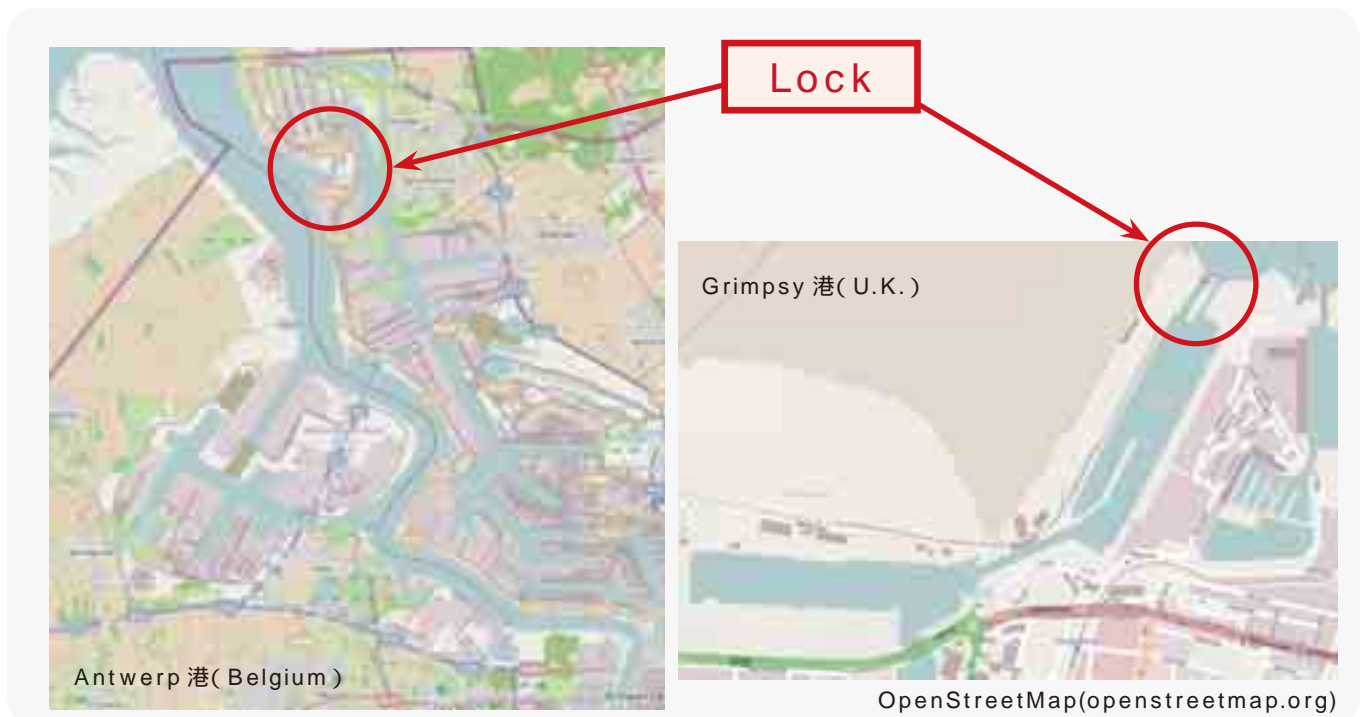 Lock
Grimpsy 港( U.K. )
Antwerp 港( Belgium )
OpenStreetMap(openstreetmap.org)